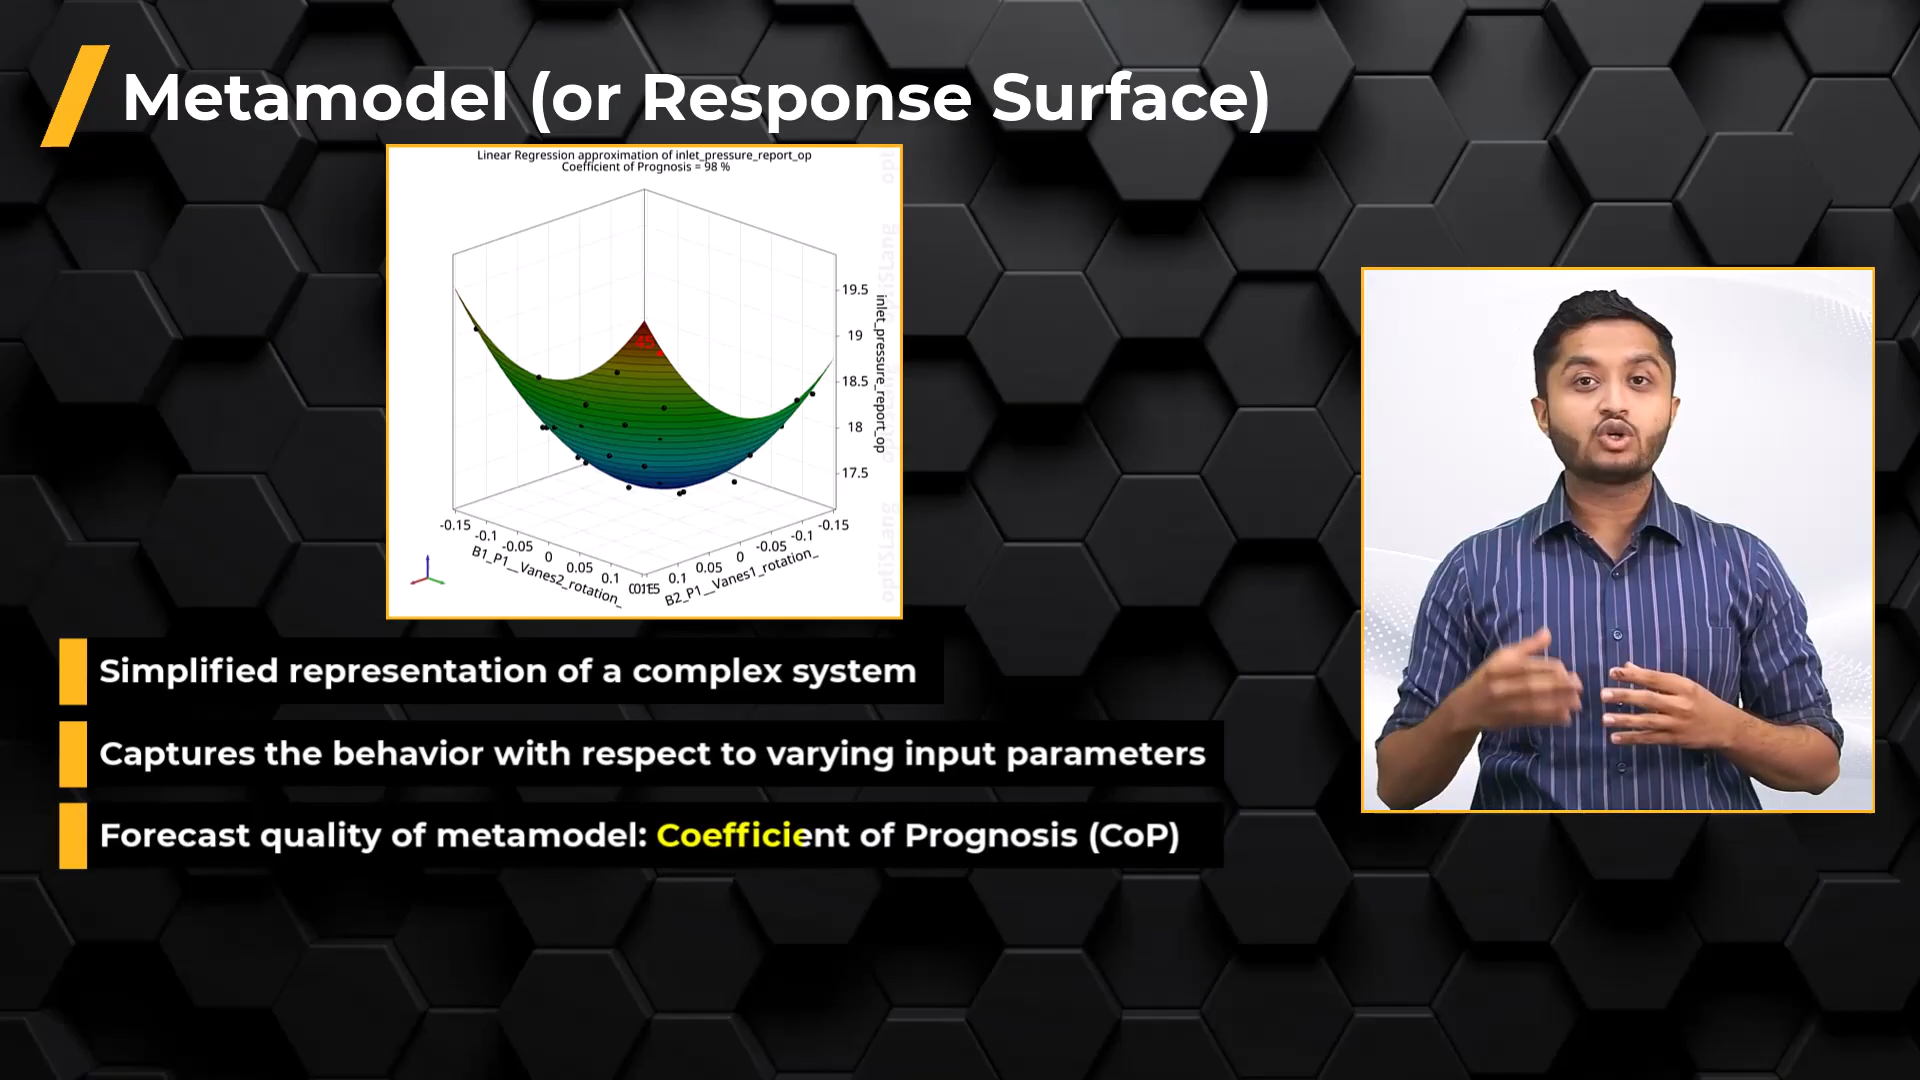 Metamodel (or Response Surface)
Linear Regression approximation of inlet_pressure_report_op
Coefficient of Prognosis = 98 %
optiSLang
19.5
19
18.5
18
17.5
inlet_pressure_report_op
45
-0.15
-0.1
-0.05
0
0.05
0.1
B1_P1__Vanes2_rotation_
0.1
0.05
0
-0.05
-0.1
-0.15
B2_P1__Vanes1_rotation_
optiSLang
Simplified representation of a complex system
Captures the behavior with respect to varying input parameters
Forecast quality of metamodel: Coefficient of Prognosis (CoP)